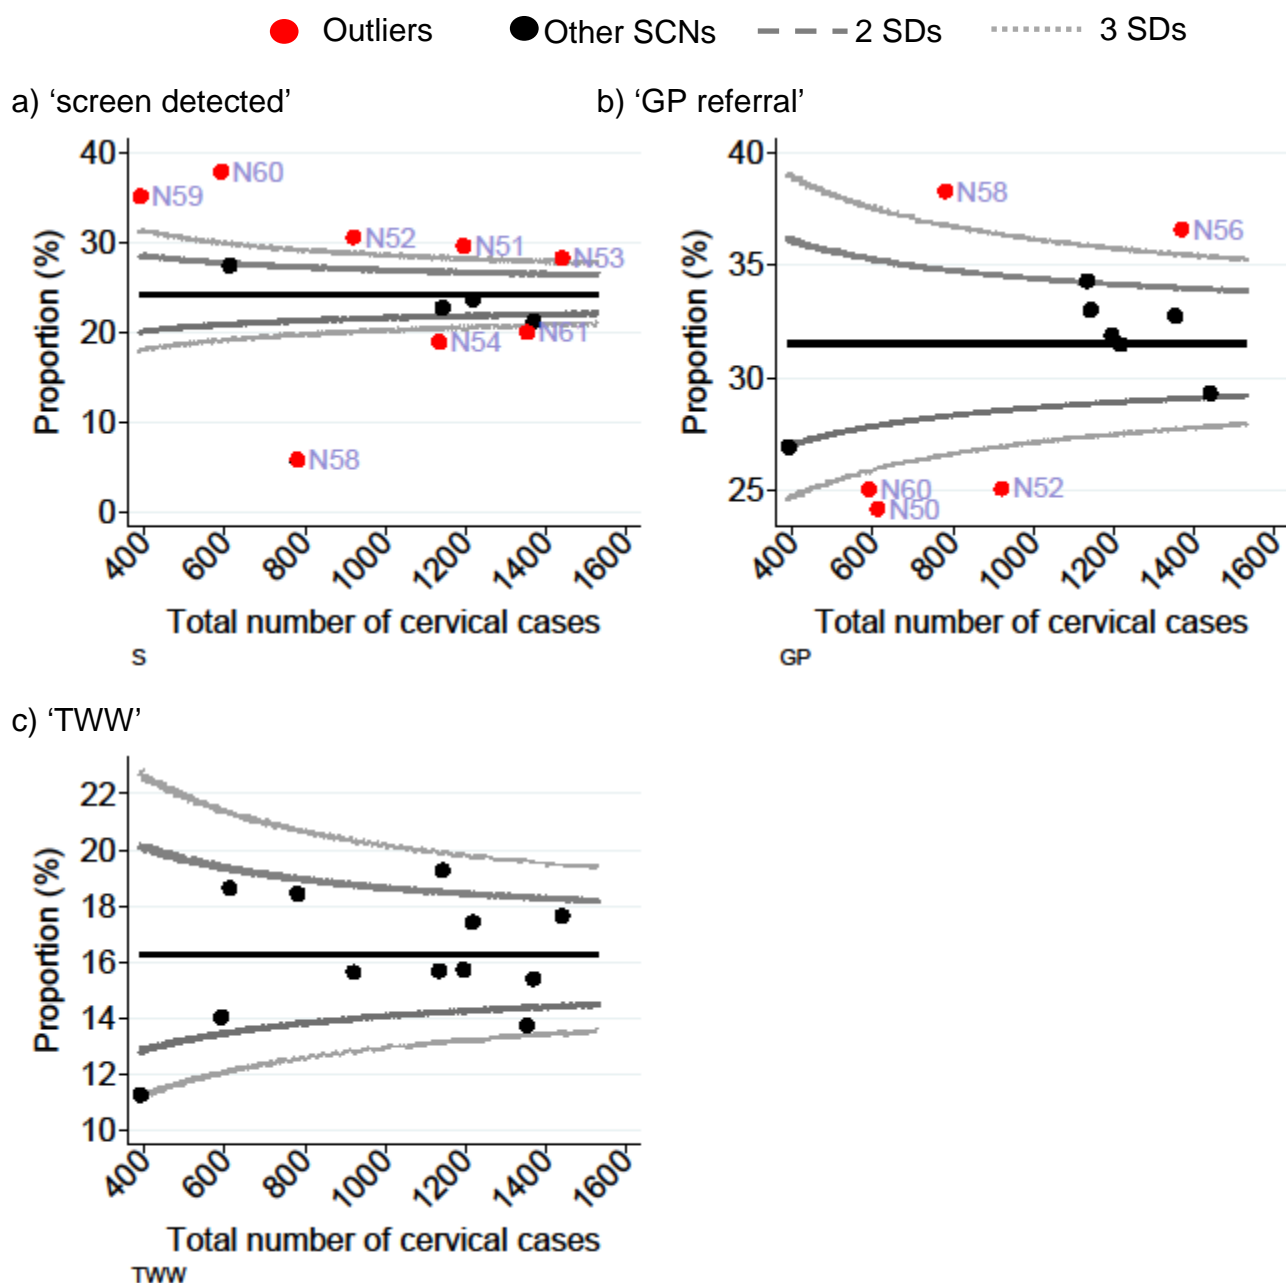 Outliers Other SCNs 2 SDs 3 SDs
a) ‘screen detected’
40
30
20
10
0
Proportion (%)
N59
N60
N52
N51
N53
N54
N61
N58
400 600 800 1000 1200 1400 1600
Total number of cervical cases
S
b) ‘GP referral’
40
35
30
25
Proportion (%)
N58
N56
N60
N50
N52
400 600 800 1000 1200 1400 1600
Total number of cervical cases
GP
c) ‘TWW’
22
20
18
16
14
12
10
Proportion (%)
400 600 800 1000 1200 1400 1600
Total number of cervical cases
TWW